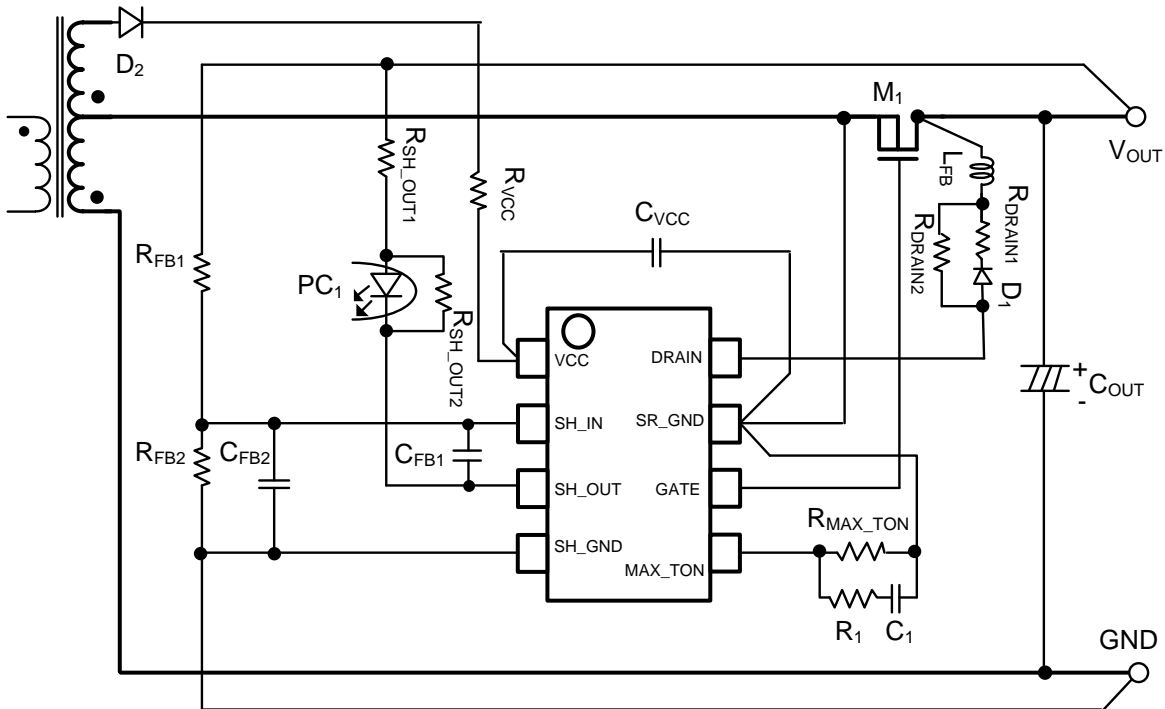 D2
M1
VOUT
LFB
RSH_OUT1
RVCC
CVCC
RDRAIN1
RDRAIN2
D1
RFB1
PC1
RSH_OUT2
VCC
DRAIN
+
COUT
-
SH_IN
SR_GND
RFB2
CFB2
CFB1
SH_OUT
GATE
RMAX_TON
SH_GND
MAX_TON
R1
C1
GND